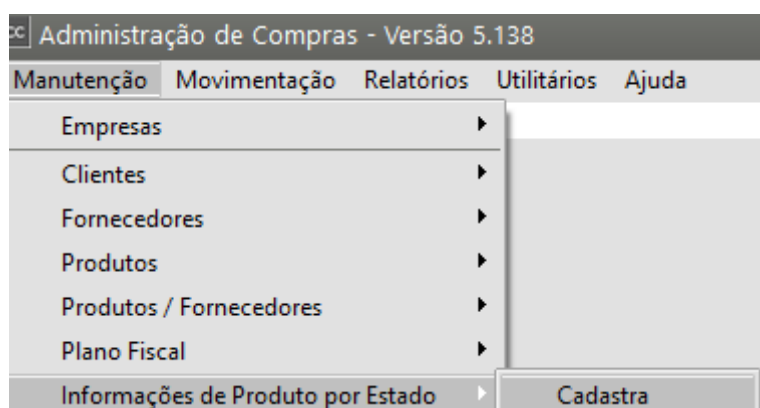 cc Administração de Compras - Versão 5.138
Manutenção Movimentação Relatórios Utilitários Ajuda
Empresas
Clientes
Fornecedores
Produtos
Produtos / Fornecedores
Plano Fiscal
Informações de Produto por Estado Cadastra